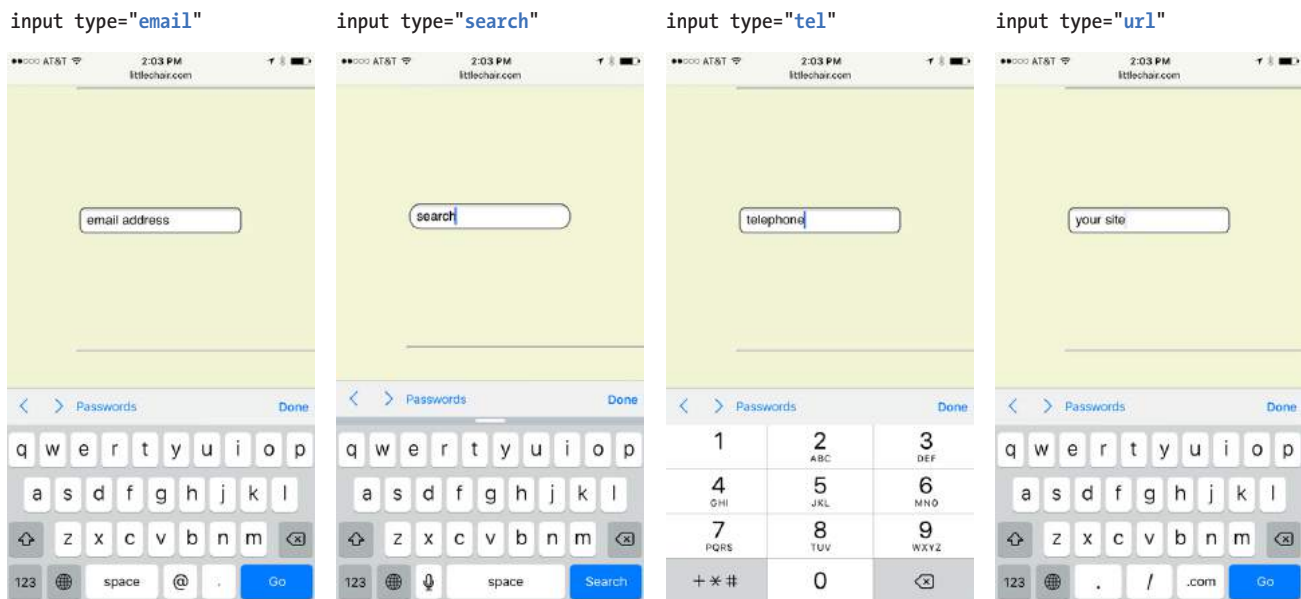 input type="email"
●●○○○ AT&T 2:03 PM
littlechair.com
email address
Passwords Done
q w e r t y u i o p
a s d f g h j k l
z x c v b n m
123 space @ . Go
input type="search"
●●○○○ AT&T 2:03 PM
littlechair.com
search
Passwords Done
q w e r t y u i o p
a s d f g h j k l
z x c v b n m
123 space Search
input type="tel"
●●○○○ AT&T 2:03 PM
littlechair.com
telephone
Passwords Done
1 2 3
ABC DEF
4 5 6
GHI JKL MNO
7 8 9
PQRS TUV WXYZ
+ * # 0
input type="url"
●●○○○ AT&T 2:03 PM
littlechair.com
your site
Passwords Done
q w e r t y u i o p
a s d f g h j k l
z x c v b n m
123 . / .com Go